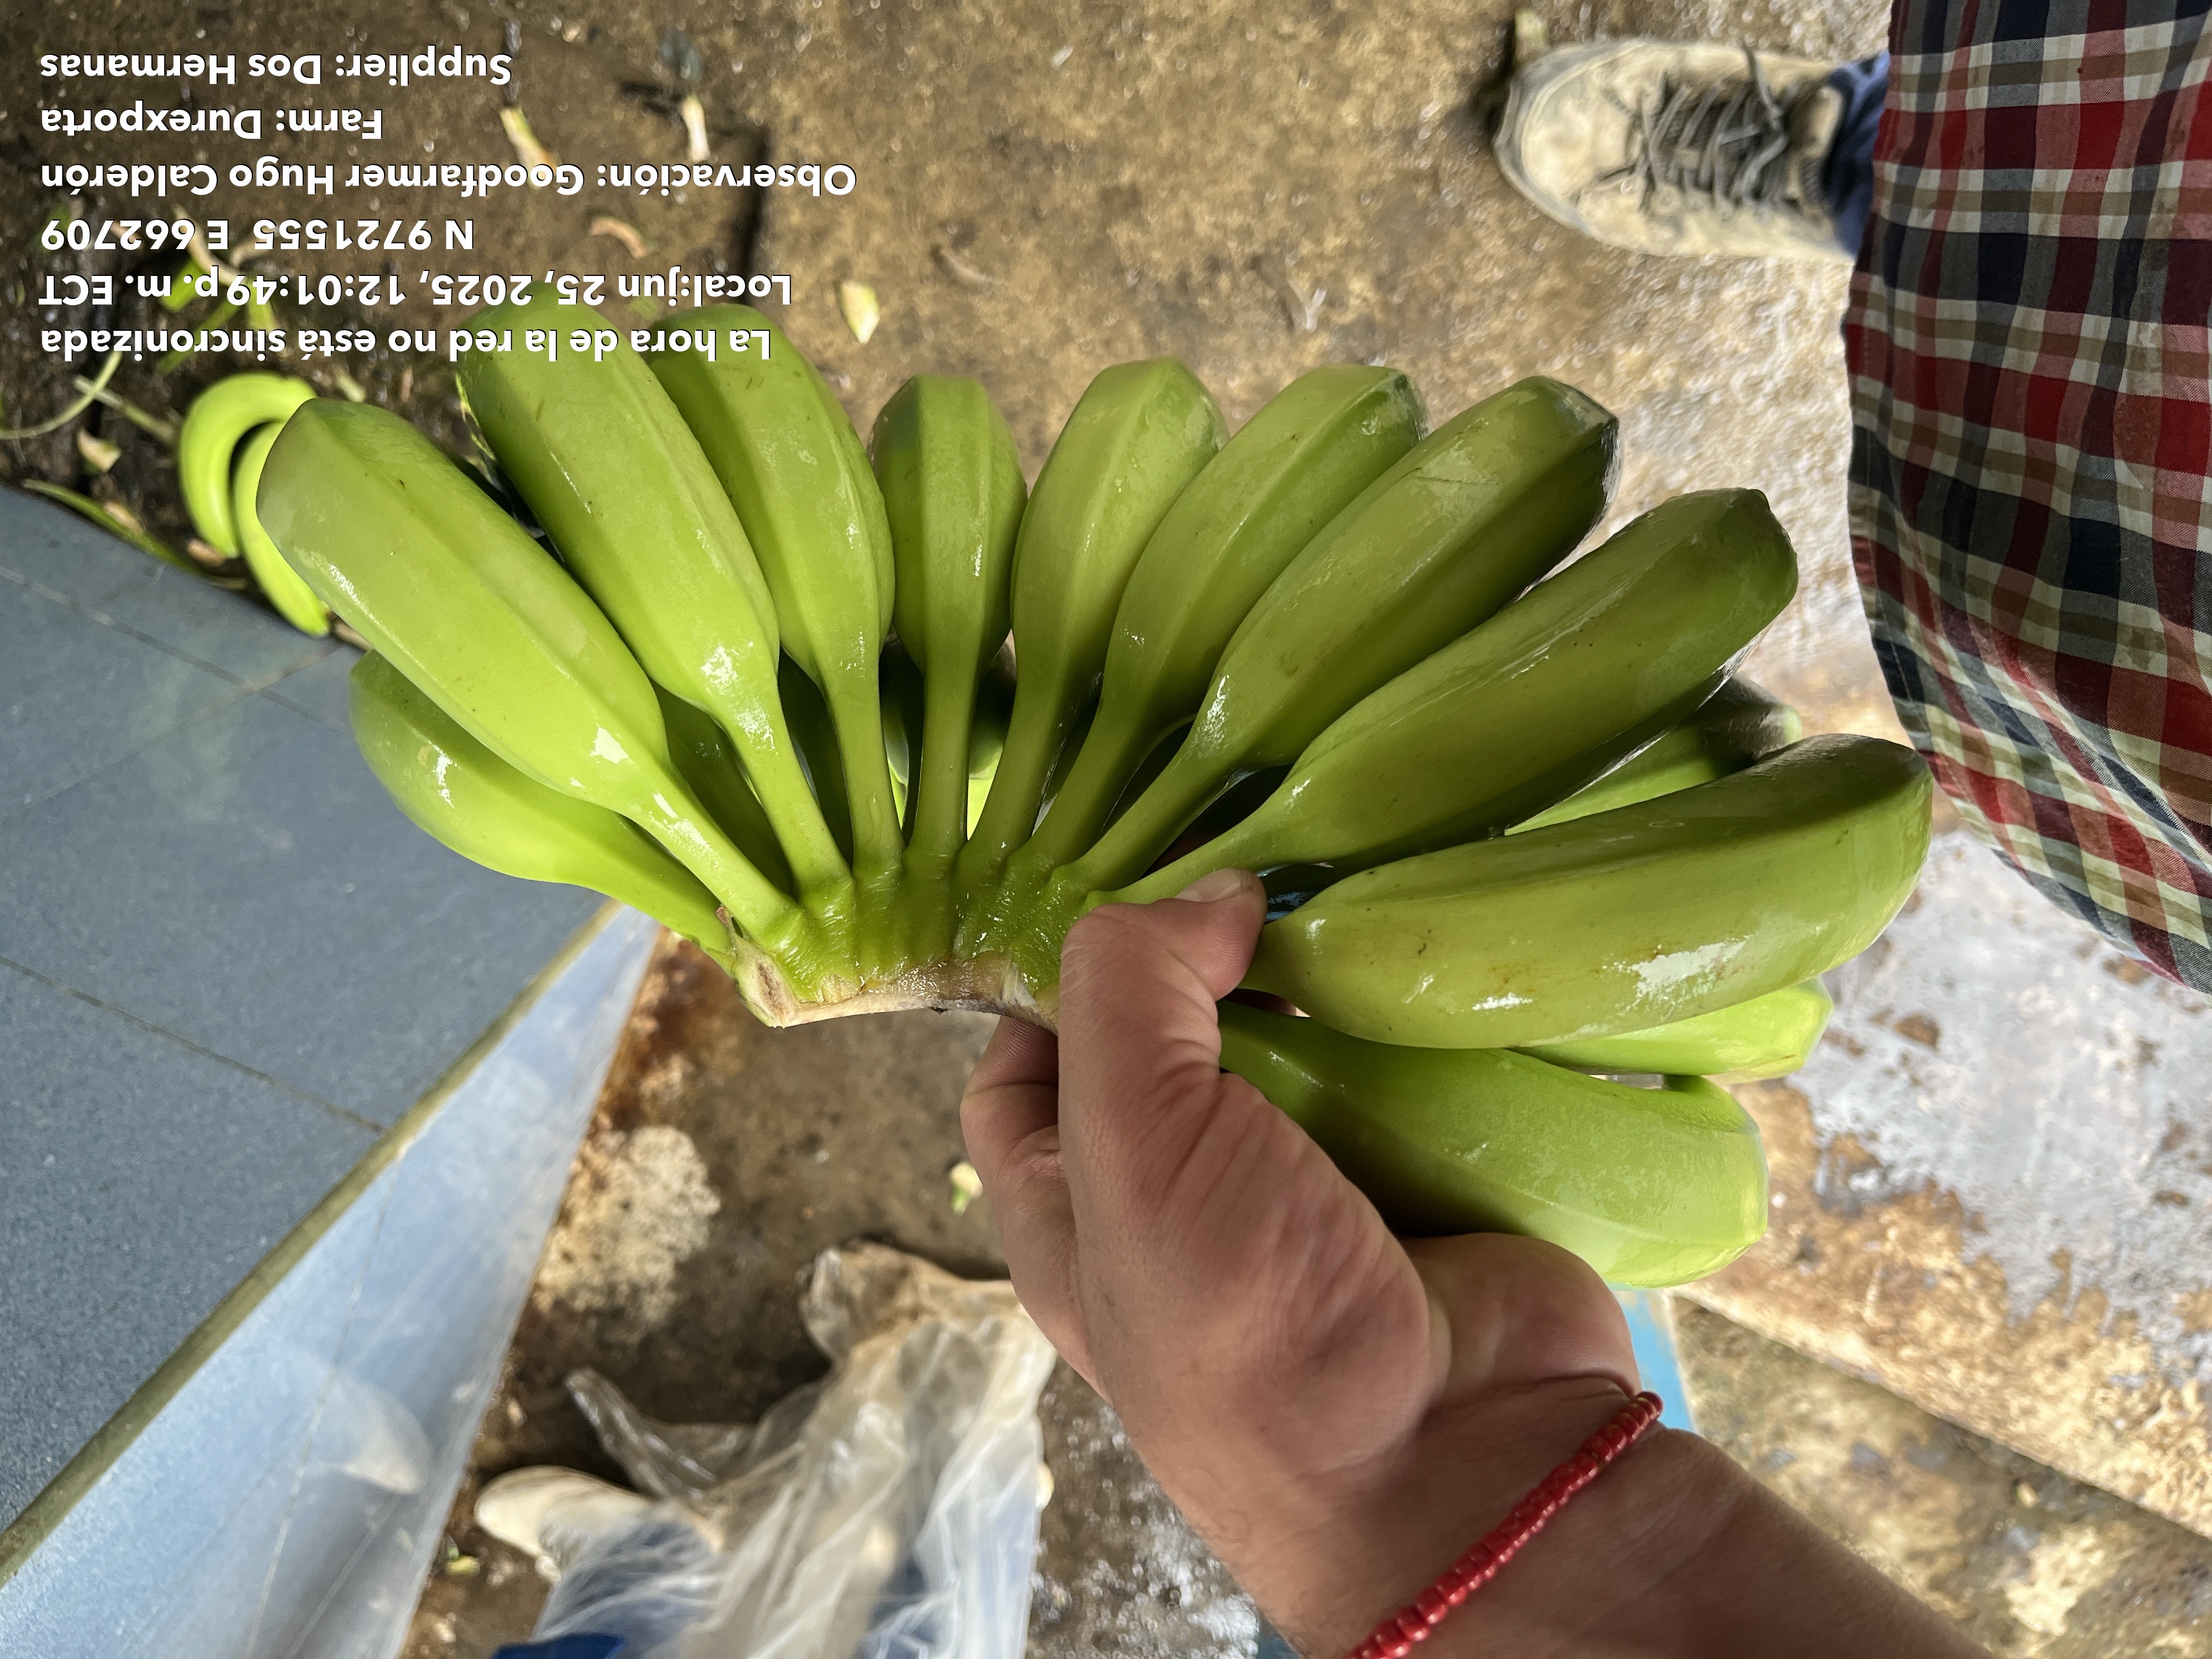 La hora de la red no está sincronizada
Local:jun 25, 2025, 12:01:49 p. m. ECT
N 9721555 E 662709
Observación: Goodfarmer Hugo Calderón
Farm: Durexporta
Supplier: Dos Hermanas